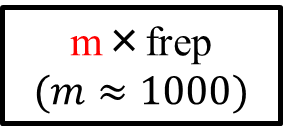 m × frep
(m ≈ 1000)